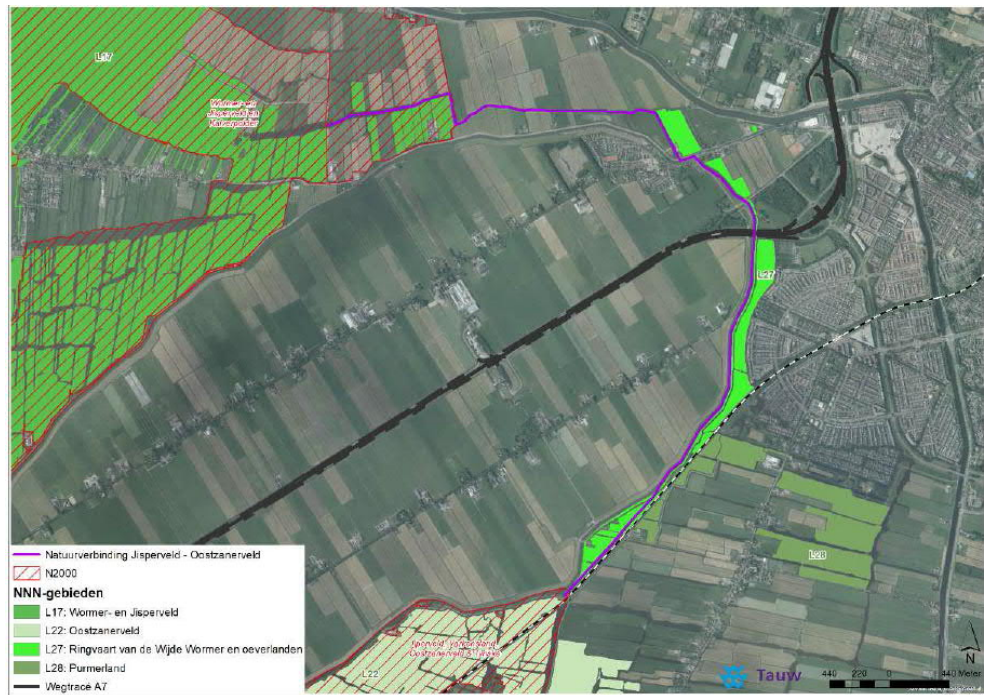 L17
Wormer- en
Jisperveld en
Kalverpolder
L27
L28
Oostzanerveld
L22
Natuurverbinding Jisperveld - Oostzanerveld
N2000
NNN-gebieden
L17: Wormer- en Jisperveld
L22: Oostzanerveld
L27: Ringvaart van de Wijde Wormer en oeverlanden
L28: Purmerland
Wegtracé A7
Tauw
N
440 220 0 440 Meter